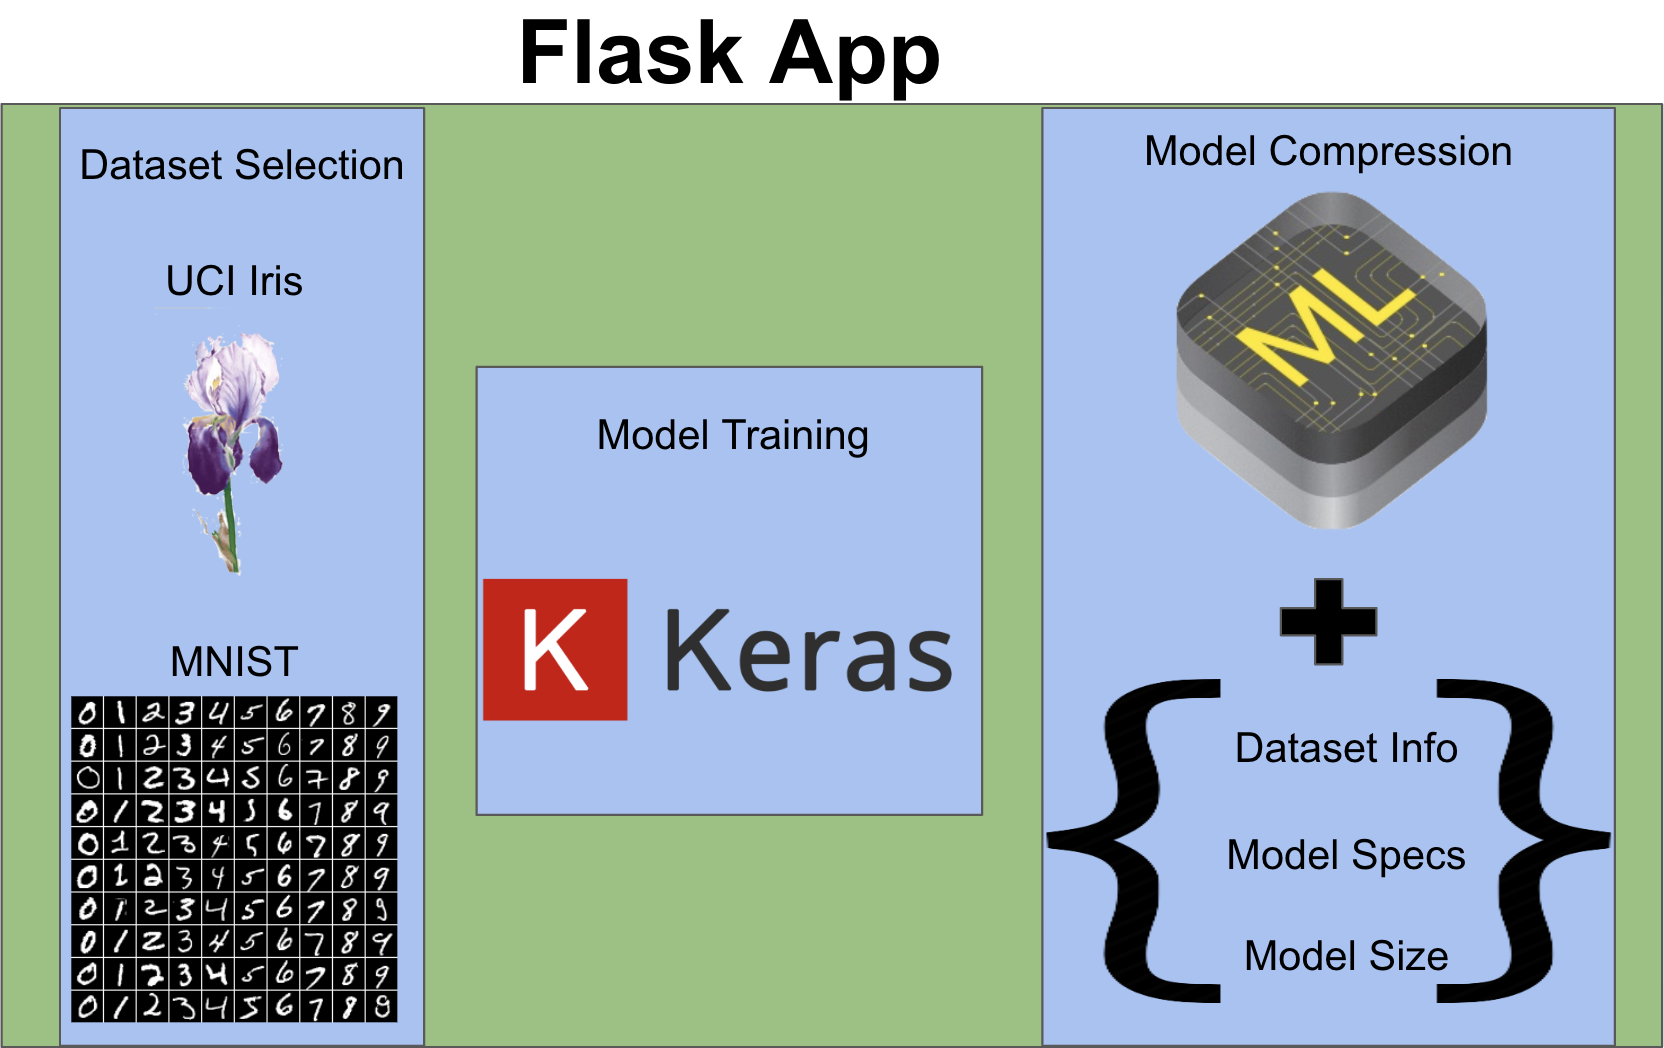 Flask App
Dataset Selection
UCI Iris
MNIST
0 1 2 3 4 5 6 7 8 9
0 1 2 3 4 5 6 7 8 9
0 1 2 3 4 5 6 7 8 9
0 1 2 3 4 5 6 7 8 9
0 1 2 3 4 5 6 7 8 9
0 1 2 3 4 5 6 7 8 9
0 1 2 3 4 5 6 7 8 9
0 1 2 3 4 5 6 7 8 9
0 1 2 3 4 5 6 7 8 9
0 1 2 3 4 5 6 7 8 9
Model Training
K Keras
Model Compression
ML
+
{
Dataset Info
Model Specs
Model Size
}